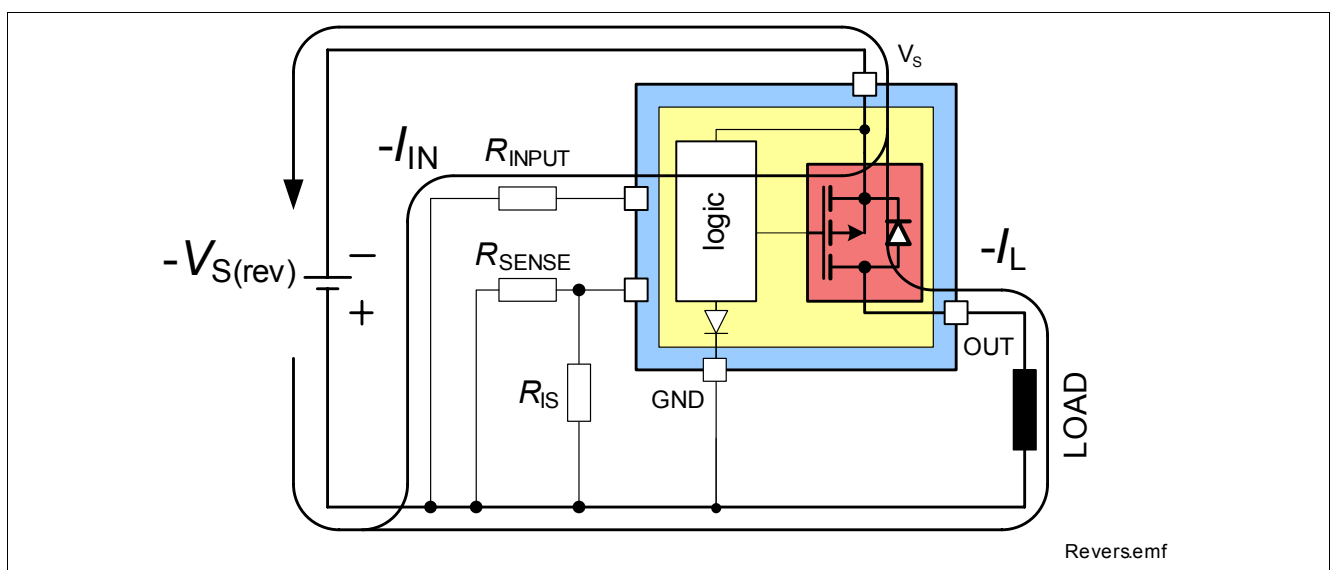 VS
-IIN
RINPUT
logic
-VS(rev)
−
+
RSENSE
-IL
OUT
RIS
GND
LOAD
Revers.emf